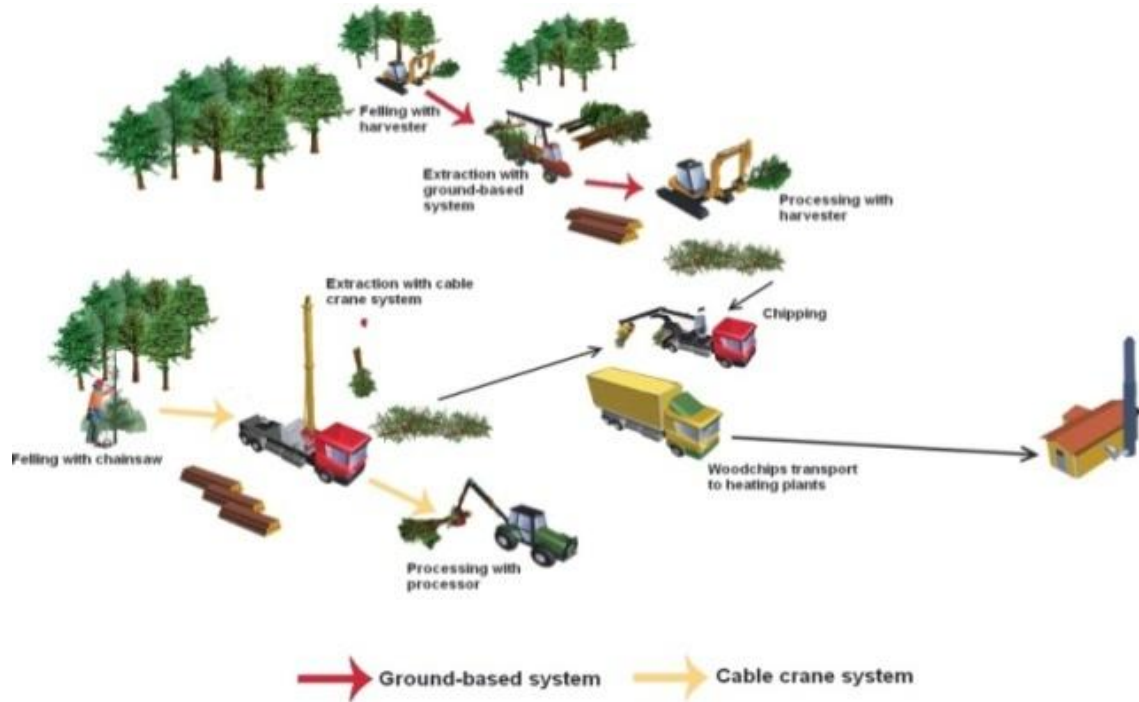 Felling with
harvester
Extraction with
ground-based
system
Processing with
harvester
Extraction with cable
crane system
Chipping
Felling with chainsaw
Woodchips transport
to heating plants
Processing with
processor
Ground-based system
Cable crane system